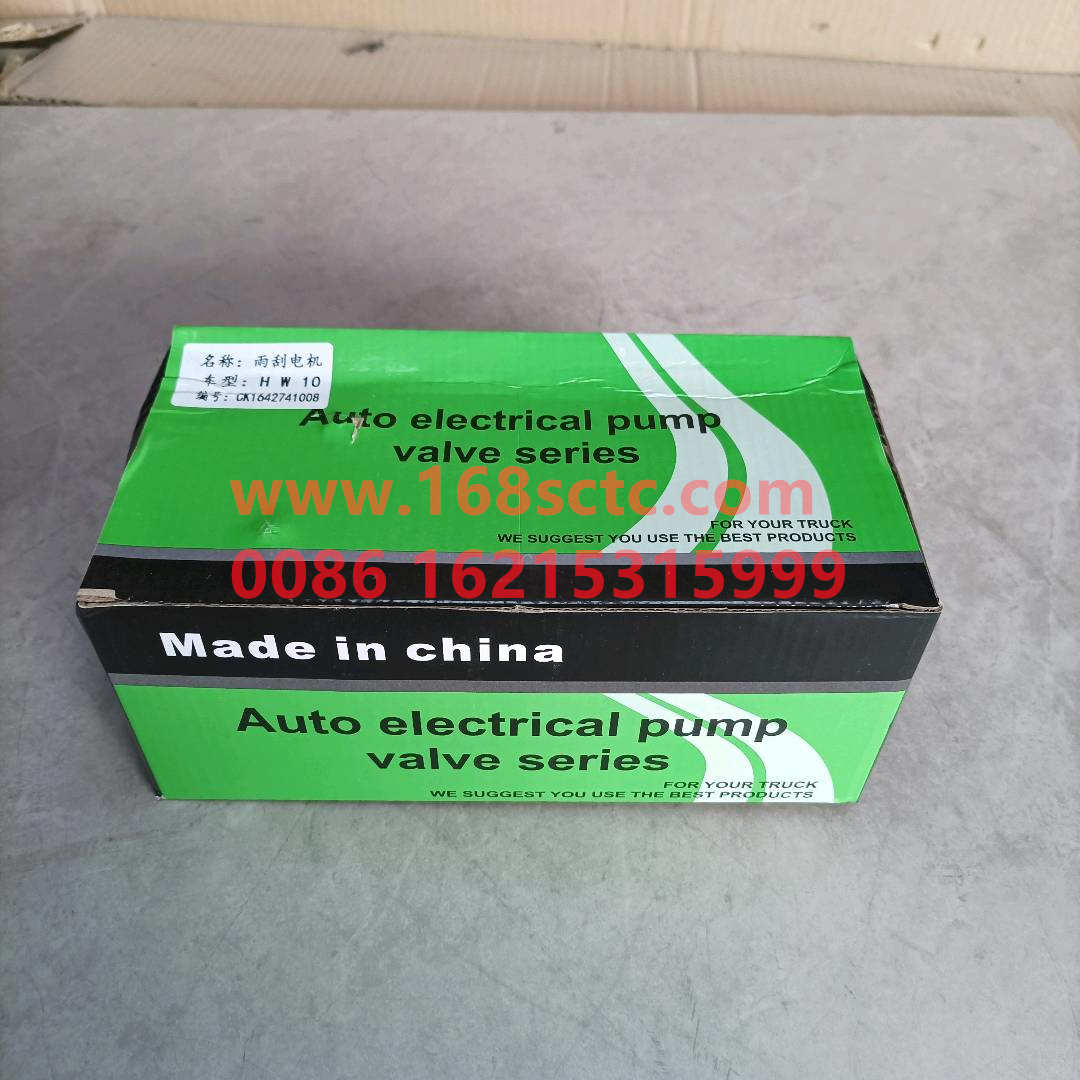 名称：雨刮电机
车型：H W 10
编号：CK1642741008
Auto electrical pump
valve series
www.168sctc.com
FOR YOUR TRUCK
WE SUGGEST YOU USE THE BEST PRODUCTS
0086 16215315999
Made in china
Auto electrical pump
valve series
FOR YOUR TRUCK
WE SUGGEST YOU USE THE BEST PRODUCTS